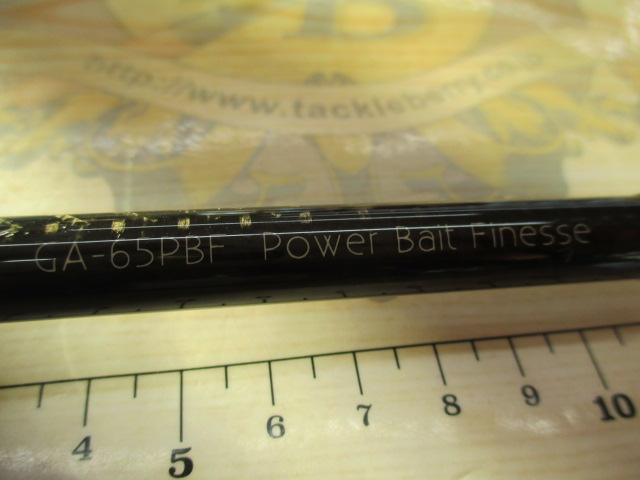 http://www.tackleberry.co.jp
GA-65PBF Power Bait Finesse
4 5 6 7 8 9 10